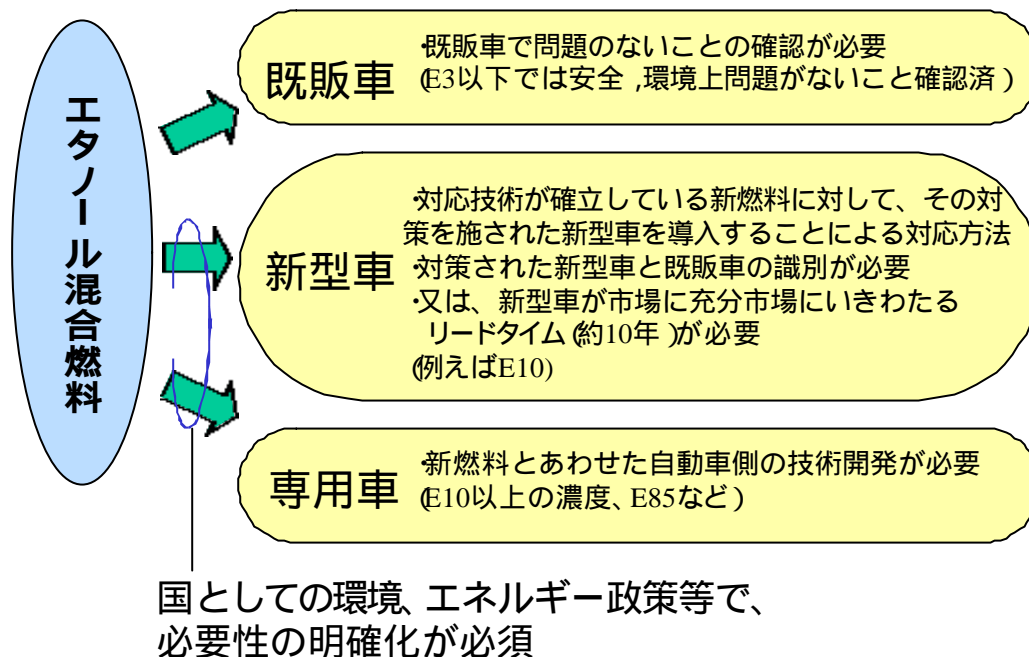 エタノール混合燃料
既販車
・既販車で問題のないことの確認が必要
(E3以下では安全,環境上問題がないこと確認済)
新型車
・対応技術が確立している新燃料に対して、その対
策を施された新型車を導入することによる対応方法
・対策された新型車と既販車の識別が必要
・又は、新型車が市場に充分市場にいきわたる
リードタイム(約10年)が必要
(例えばE10)
専用車
・新燃料とあわせた自動車側の技術開発が必要
(E10以上の濃度、E85など)
国としての環境、エネルギー政策等で、
必要性の明確化が必須